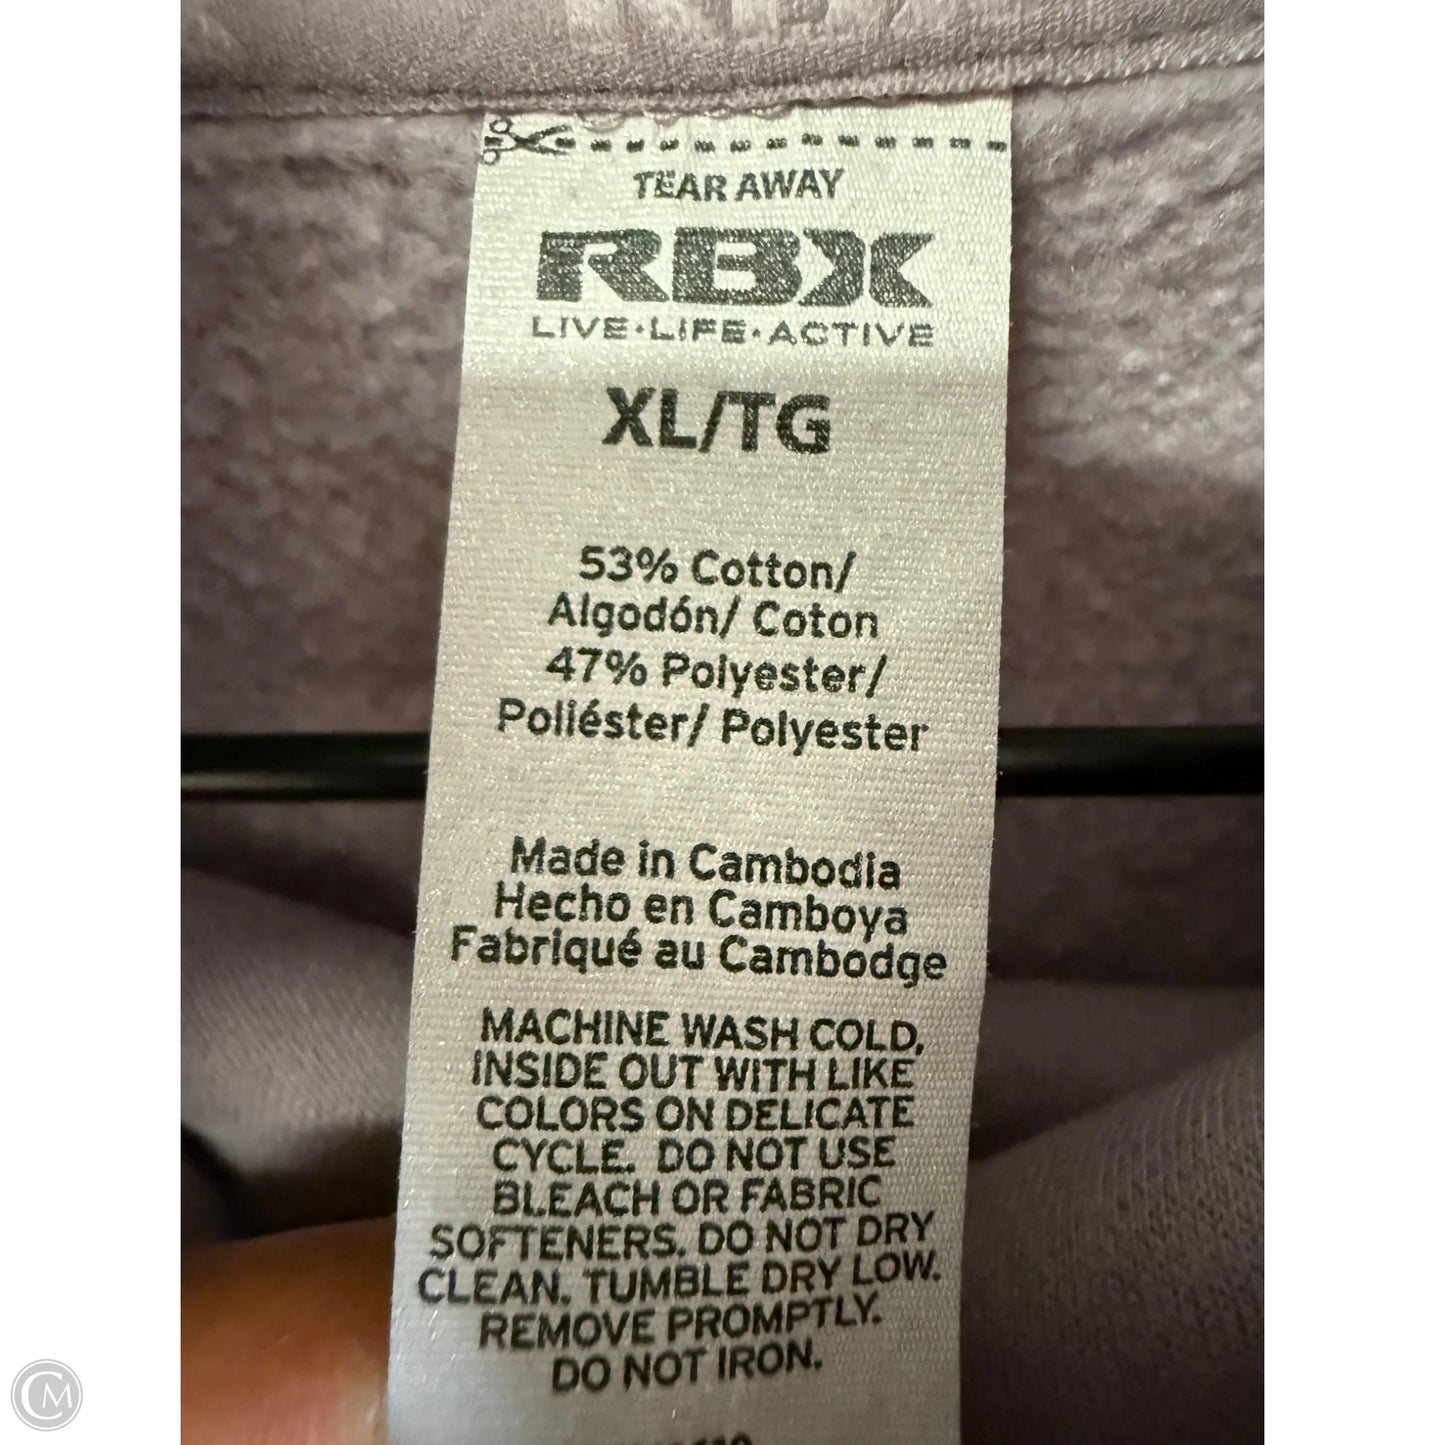 TEAR AWAY
RBX
LIVE•LIFE•ACTIVE
XL/TG
53% Cotton/
Algodón/ Coton
47% Polyester/
Poliéster/ Polyester
Made in Cambodia
Hecho en Camboya
Fabriqué au Cambodge
MACHINE WASH COLD,
INSIDE OUT WITH LIKE
COLORS ON DELICATE
CYCLE. DO NOT USE
BLEACH OR FABRIC
SOFTENERS. DO NOT DRY
CLEAN. TUMBLE DRY LOW.
REMOVE PROMPTLY.
DO NOT IRON.
CM